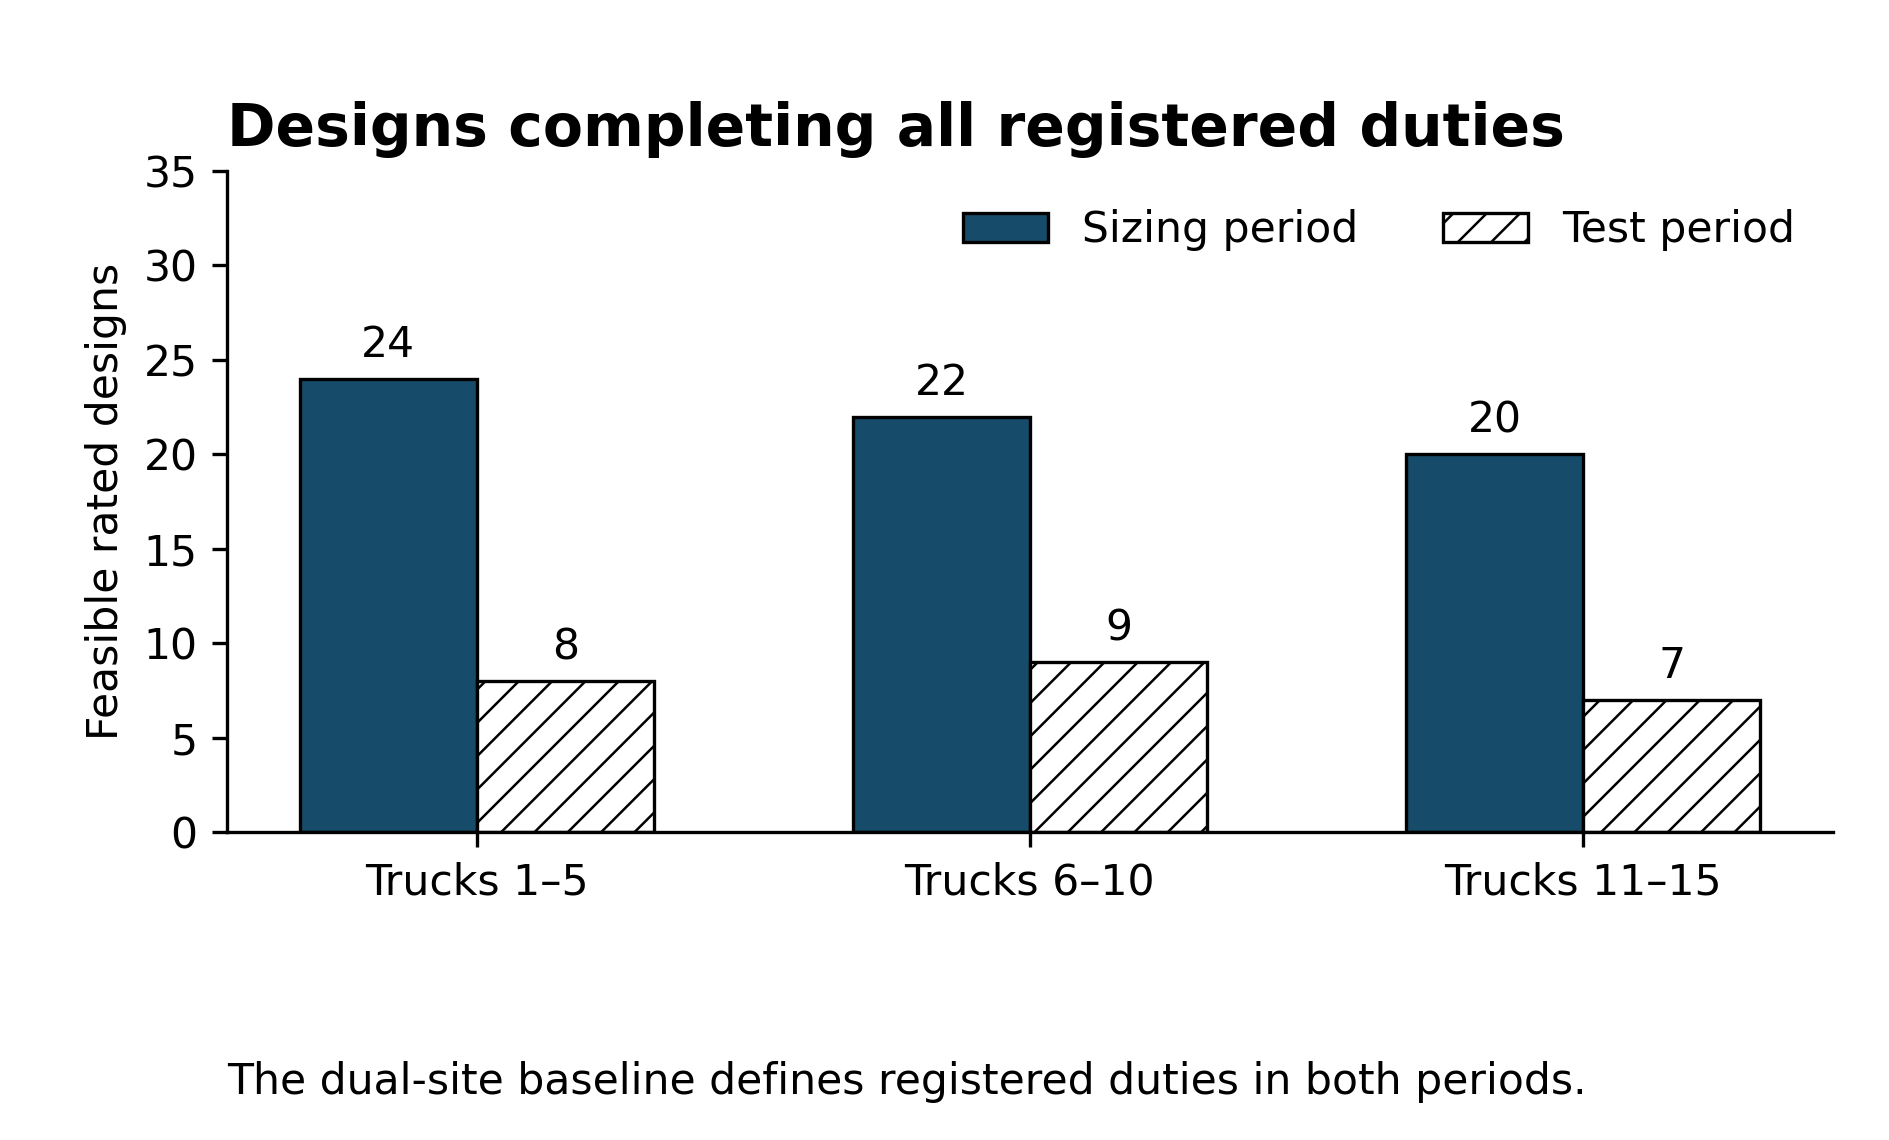 Designs completing all registered duties
Sizing period
Test period
Feasible rated designs
35
30
25
20
15
10
5
0
24
8
22
9
20
7
Trucks 1–5
Trucks 6–10
Trucks 11–15
The dual-site baseline defines registered duties in both periods.